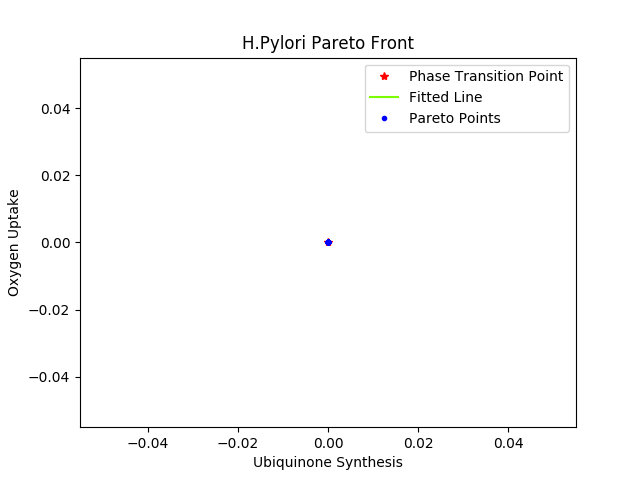 H.Pylori Pareto Front
Phase Transition Point
Fitted Line
Pareto Points
0.04
0.02
0.00
−0.02
−0.04
Oxygen Uptake
−0.04 −0.02 0.00 0.02 0.04
Ubiquinone Synthesis